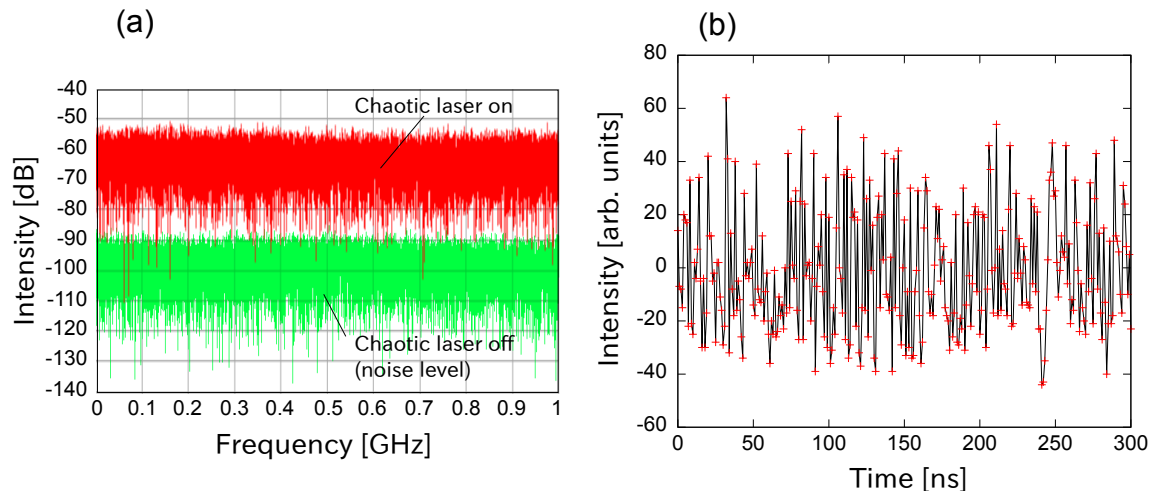 (a)
-40
-50
-60
-70
-80
-90
-100
-110
-120
-130
-140
Intensity [dB]
Chaotic laser on
Chaotic laser off
(noise level)
0 0.1 0.2 0.3 0.4 0.5 0.6 0.7 0.8 0.9 1
Frequency [GHz]
(b)
80
60
40
20
0
-20
-40
-60
Intensity [arb. units]
0 50 100 150 200 250 300
Time [ns]